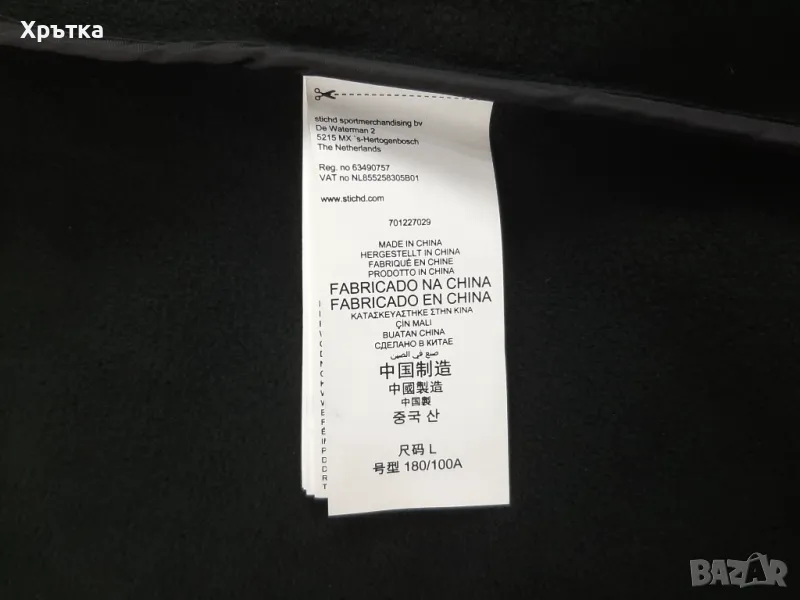 Хрътка
stichd sportmerchandising bv
De Waterman 2
5215 MX `s-Hertogenbosch
The Netherlands
Reg. no 63490757
VAT no NL855258305B01
www.stichd.com
701227029
MADE IN CHINA
HERGESTELLT IN CHINA
FABRIQUÉ EN CHINE
PRODOTTO IN CHINA
FABRICADO NA CHINA
FABRICADO EN CHINA
ΚΑΤΑΣΚΕΥΑΣΤΗΚΕ ΣΤΗΝ ΚΙΝΑ
ÇİN MALI
BUATAN CHINA
СДЕЛАНО В КИТАЕ
صنع في الصين
中国制造
中國製造
中国製
중국 산
尺码 L
号型 180/100A
BAZAR